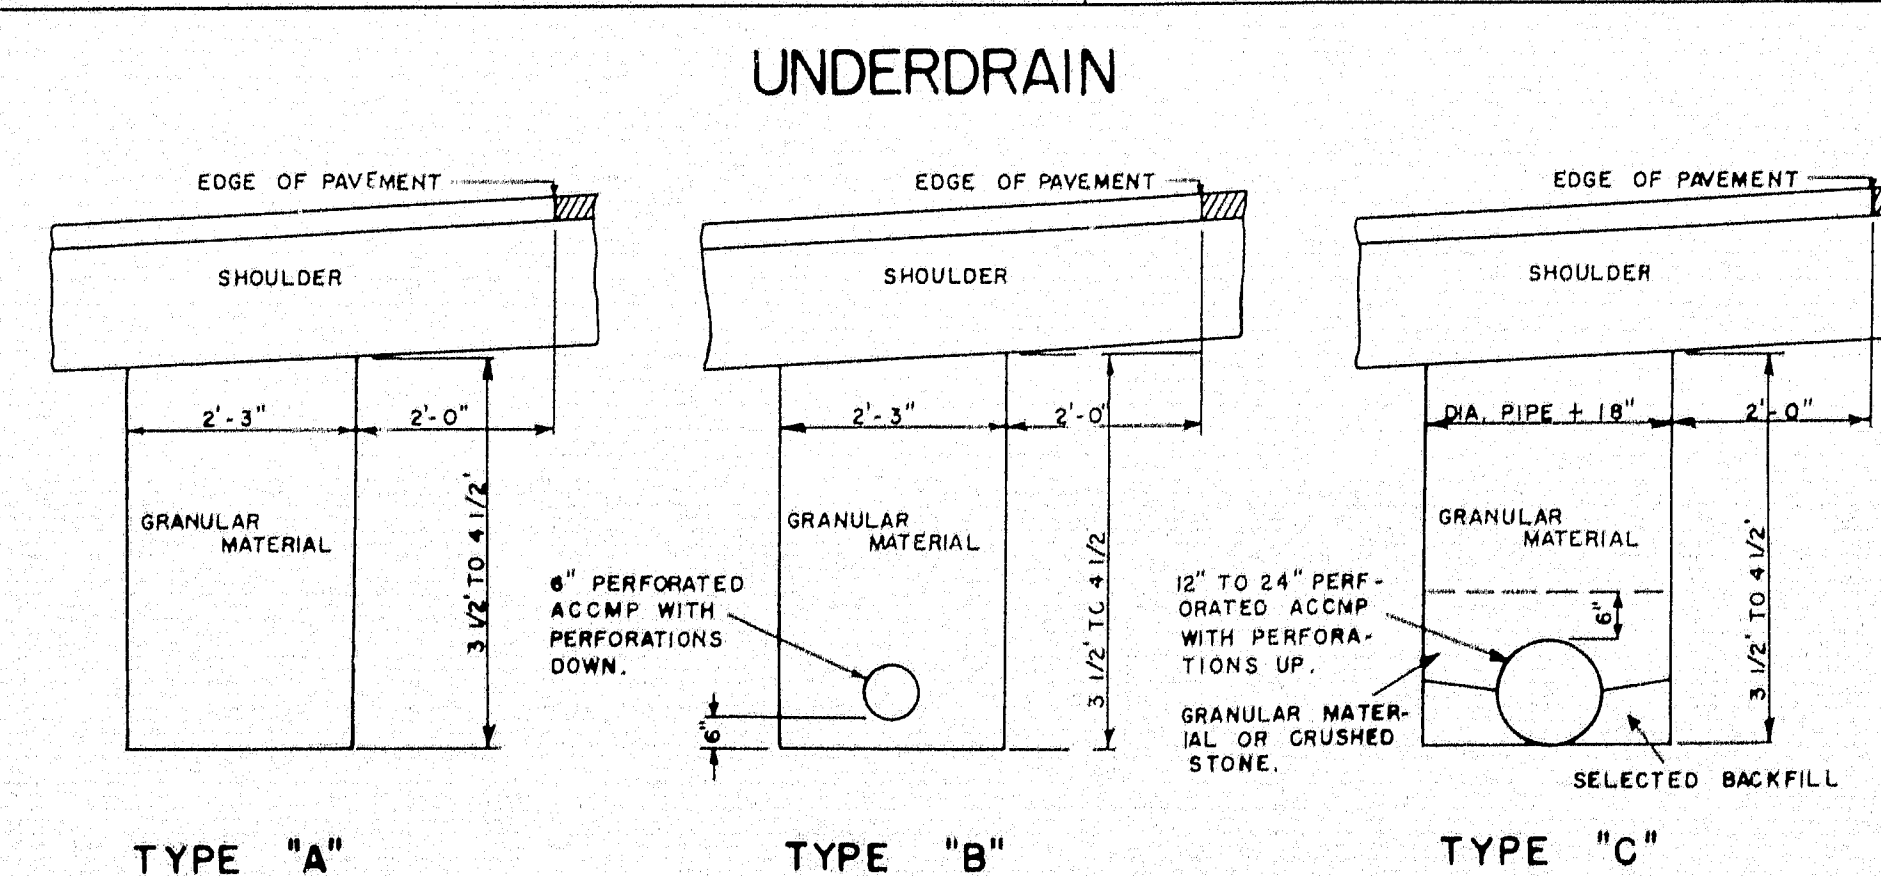 UNDERDRAIN
EDGE OF PAVEMENT
SHOULDER
2'-3"
2'-0"
3 1/2' TO 4 1/2'
GRANULAR
MATERIAL
TYPE "A"
EDGE OF PAVEMENT
SHOULDER
2'-3"
2'-0"
3 1/2' TO 4 1/2
GRANULAR
MATERIAL
6" PERFORATED
ACCMP WITH
PERFORATIONS
DOWN.
6"
TYPE "B"
EDGE OF PAVEMENT
SHOULDER
DIA. PIPE + 18"
2'-0"
3 1/2' TO 4 1/2'
GRANULAR
MATERIAL
12" TO 24" PERF-
ORATED ACCMP
WITH PERFORA-
TIONS UP.
6"
GRANULAR MATER-
IAL OR CRUSHED
STONE.
SELECTED BACKFILL
TYPE "C"